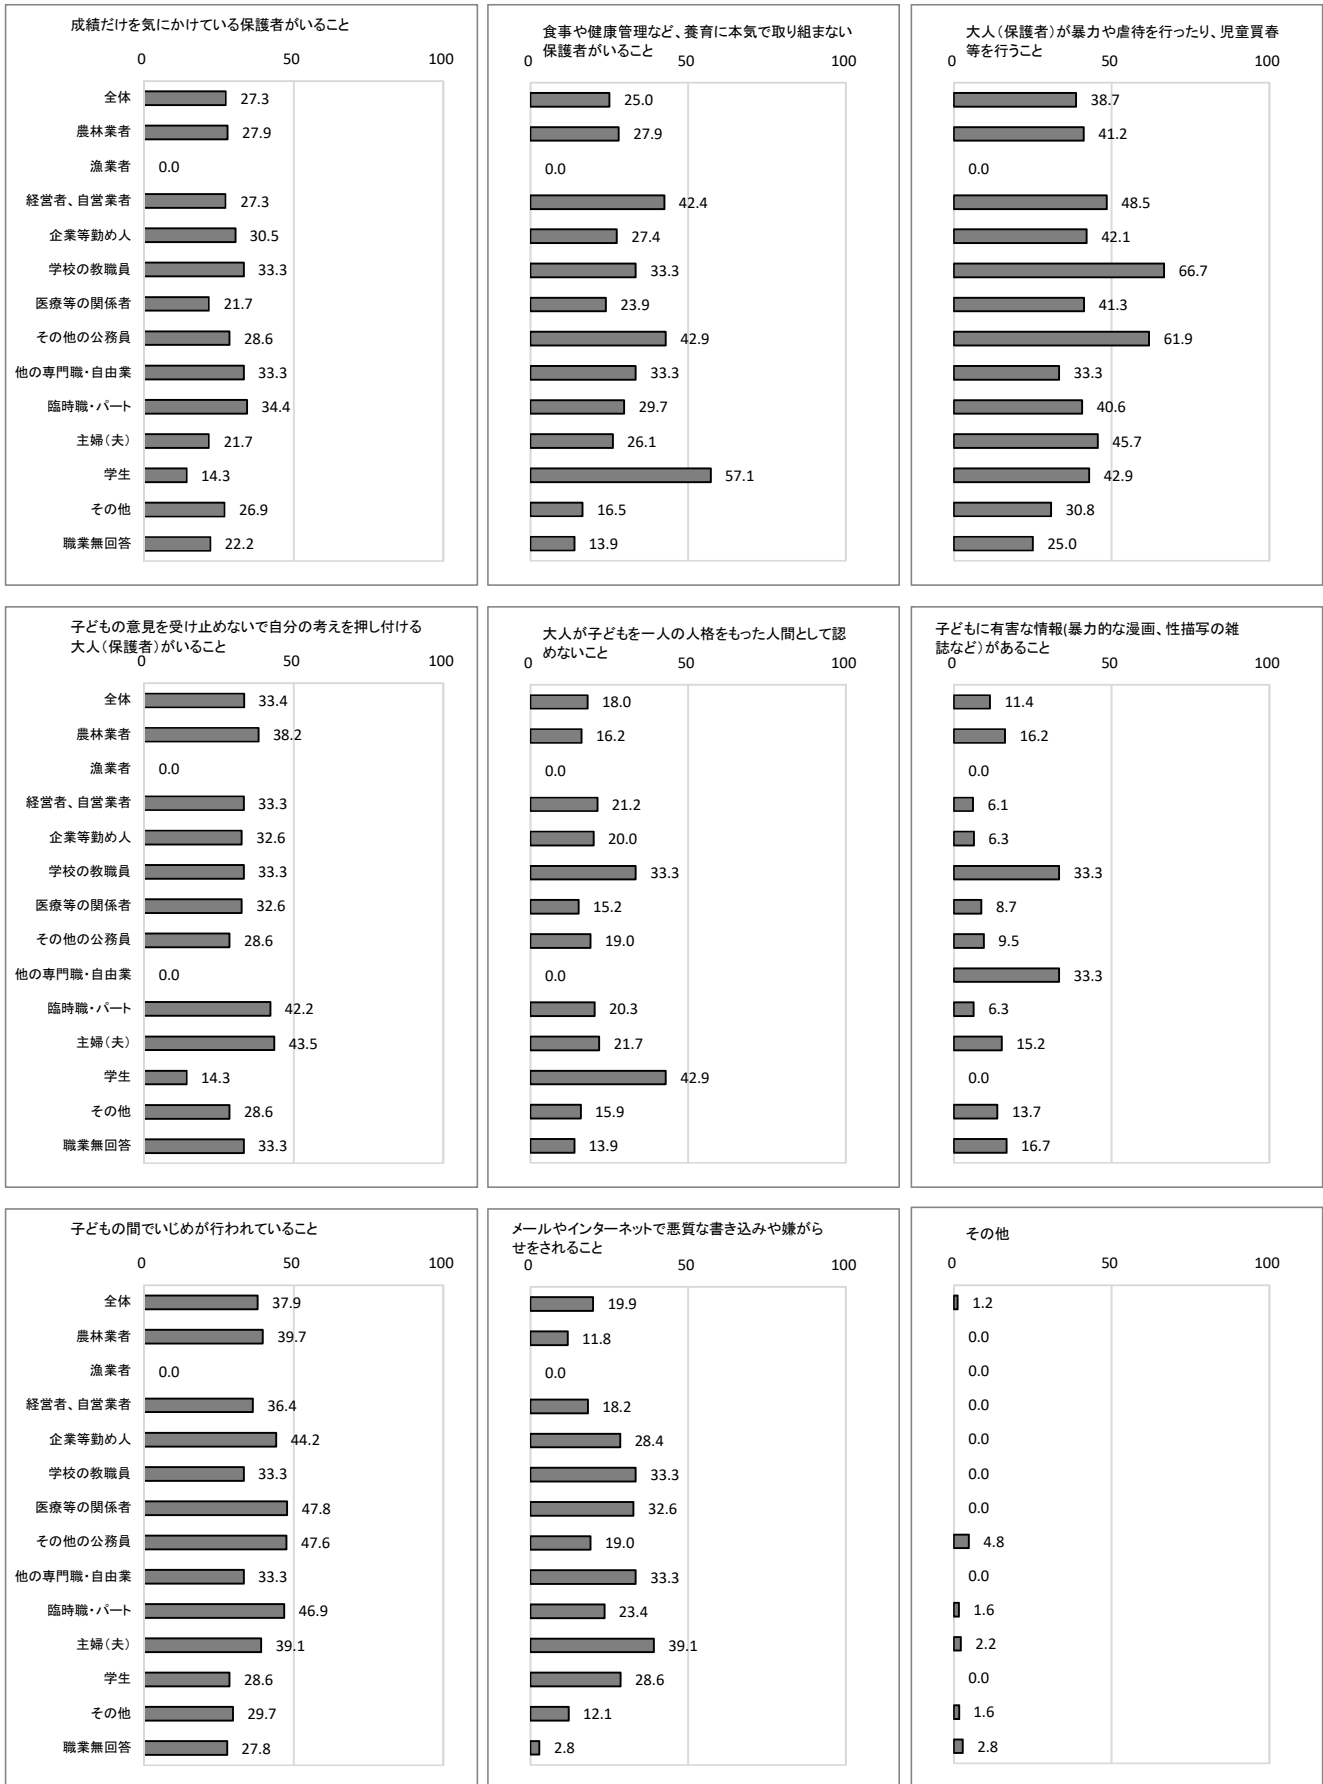 成績だけを気にかけている保護者がいること
0 50 100
全体 27.3
農林業者 27.9
漁業者 0.0
経営者、自営業者 27.3
企業等勤め人 30.5
学校の教職員 33.3
医療等の関係者 21.7
その他の公務員 28.6
他の専門職・自由業 33.3
臨時職・パート 34.4
主婦(夫) 21.7
学生 14.3
その他 26.9
職業無回答 22.2
食事や健康管理など、養育に本気で取り組まない
保護者がいること
0 50 100
25.0
27.9
0.0
42.4
27.4
33.3
23.9
42.9
33.3
29.7
26.1
57.1
16.5
13.9
大人(保護者)が暴力や虐待を行ったり、児童買春
等を行うこと
0 50 100
38.7
41.2
0.0
48.5
42.1
66.7
41.3
61.9
33.3
40.6
45.7
42.9
30.8
25.0
子どもの意見を受け止めないで自分の考えを押し付ける
大人(保護者)がいること
0 50 100
全体 33.4
農林業者 38.2
漁業者 0.0
経営者、自営業者 33.3
企業等勤め人 32.6
学校の教職員 33.3
医療等の関係者 32.6
その他の公務員 28.6
他の専門職・自由業 0.0
臨時職・パート 42.2
主婦(夫) 43.5
学生 14.3
その他 28.6
職業無回答 33.3
大人が子どもを一人の人格をもった人間として認
めないこと
0 50 100
18.0
16.2
0.0
21.2
20.0
33.3
15.2
19.0
0.0
20.3
21.7
42.9
15.9
13.9
子どもに有害な情報(暴力的な漫画、性描写の雑
誌など)があること
0 50 100
11.4
16.2
0.0
6.1
6.3
33.3
8.7
9.5
33.3
6.3
15.2
0.0
13.7
16.7
子どもの間でいじめが行われていること
0 50 100
全体 37.9
農林業者 39.7
漁業者 0.0
経営者、自営業者 36.4
企業等勤め人 44.2
学校の教職員 33.3
医療等の関係者 47.8
その他の公務員 47.6
他の専門職・自由業 33.3
臨時職・パート 46.9
主婦(夫) 39.1
学生 28.6
その他 29.7
職業無回答 27.8
メールやインターネットで悪質な書き込みや嫌がら
せをされること
0 50 100
19.9
11.8
0.0
18.2
28.4
33.3
32.6
19.0
33.3
23.4
39.1
28.6
12.1
2.8
その他
0 50 100
1.2
0.0
0.0
0.0
0.0
0.0
0.0
4.8
0.0
1.6
2.2
0.0
1.6
2.8